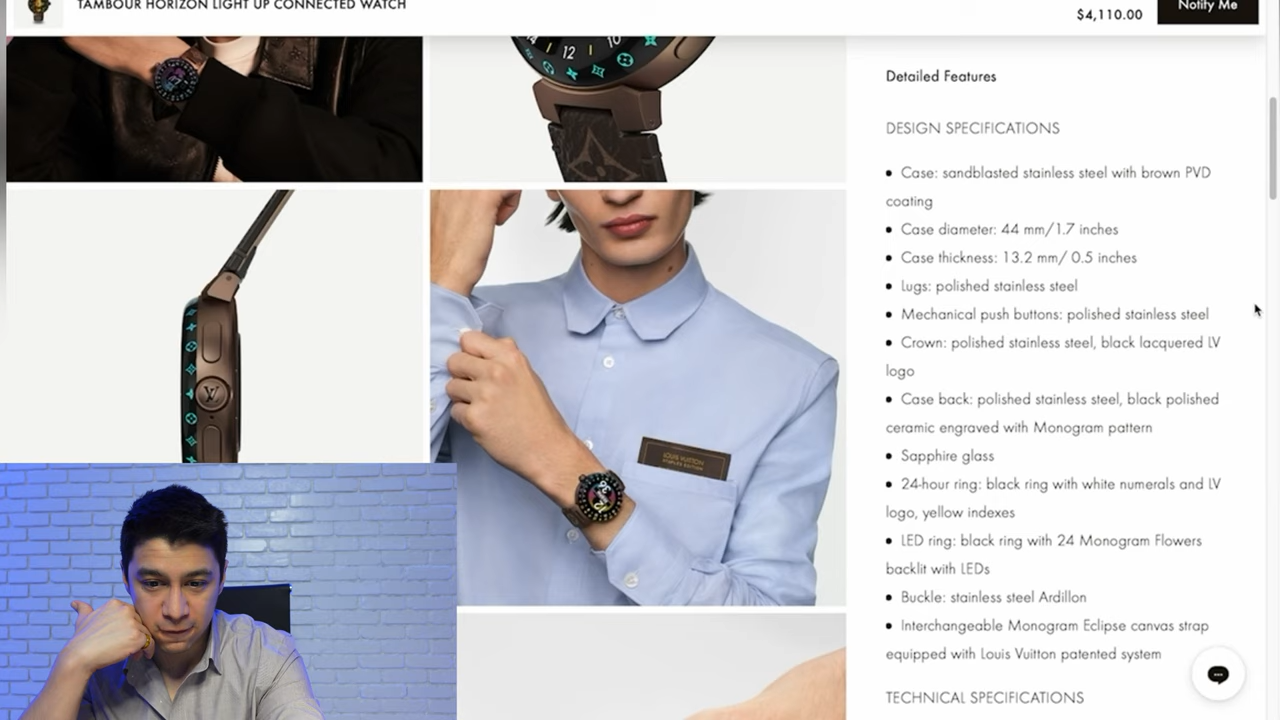 TAMBOUR HORIZON LIGHT UP CONNECTED WATCH
$4,110.00
Notify Me
12
10
Detailed Features
DESIGN SPECIFICATIONS
• Case: sandblasted stainless steel with brown PVD
coating
• Case diameter: 44 mm/1.7 inches
• Case thickness: 13.2 mm/ 0.5 inches
• Lugs: polished stainless steel
• Mechanical push buttons: polished stainless steel
• Crown: polished stainless steel, black lacquered LV
logo
• Case back: polished stainless steel, black polished
ceramic engraved with Monogram pattern
• Sapphire glass
• 24-hour ring: black ring with white numerals and LV
logo, yellow indexes
• LED ring: black ring with 24 Monogram Flowers
backlit with LEDs
• Buckle: stainless steel Ardillon
• Interchangeable Monogram Eclipse canvas strap
equipped with Louis Vuitton patented system
TECHNICAL SPECIFICATIONS
LV
LOUIS VUITTON